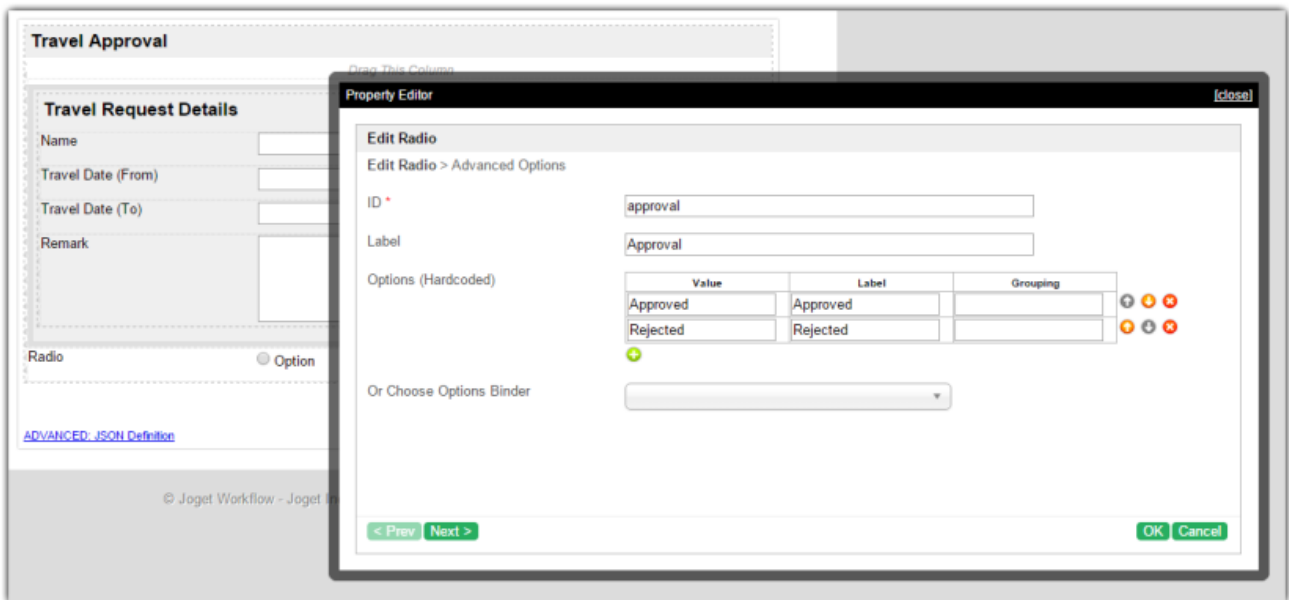 Travel Approval
Drag This Column
Travel Request Details
Name
Travel Date (From)
Travel Date (To)
Remark
Radio
Option
ADVANCED: JSON Definition
© Joget Workflow - Joget
Property Editor
[close]
Edit Radio
Edit Radio > Advanced Options
ID *
approval
Label
Approval
Options (Hardcoded)
Value Label Grouping
Approved Approved
Rejected Rejected
Or Choose Options Binder
< Prev Next >
OK Cancel